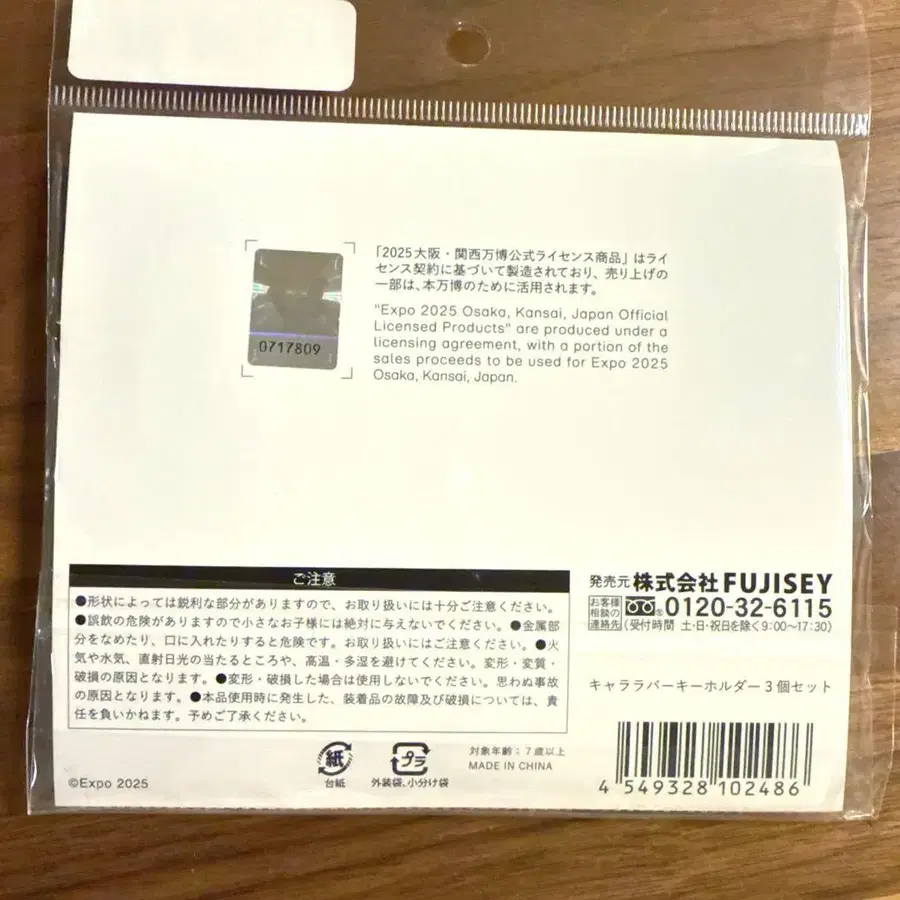 「2025大阪・関西万博公式ライセンス商品」はライ
センス契約に基づいて製造されており、売り上げの
一部は、本万博のために活用されます。
"Expo 2025 Osaka, Kansai, Japan Official
Licensed Products" are produced under a
licensing agreement, with a portion of the
sales proceeds to be used for Expo 2025
Osaka, Kansai, Japan.
0717809
ご注意
●形状によっては鋭利な部分がありますので、お取り扱いには十分ご注意ください。
●誤飲の危険がありますので小さなお子様には絶対に与えないでください。●金属部
分をなめたり、口に入れたりすると危険です。お取り扱いにはご注意ください。●火
気や水気、直射日光の当たるところや、高温・多湿を避けてください。変形・変質・
破損の原因となります。●変形・破損した場合は使用しないでください。思わぬ事故
の原因となります。●本品使用時に発生した、装着品の故障及び破損については、責
任を負いかねます。予めご了承ください。
発売元 株式会社FUJISEY
お客様
相談の
連絡先
0120-32-6115
(受付時間 土・日・祝日を除く9:00〜17:30)
キャララバーキーホルダー3個セット
©Expo 2025
紙
台紙
プラ
外装袋、小分け袋
対象年齢:7歳以上
MADE IN CHINA
4 549328 102486